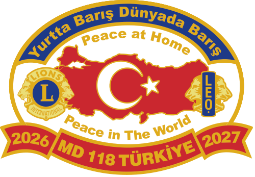 Yurtta Barış Dünyada Barış
Peace at Home
LIONS
L
INTERNATIONAL
LEO
Peace in The World
2026 MD 118 TÜRKİYE 2027